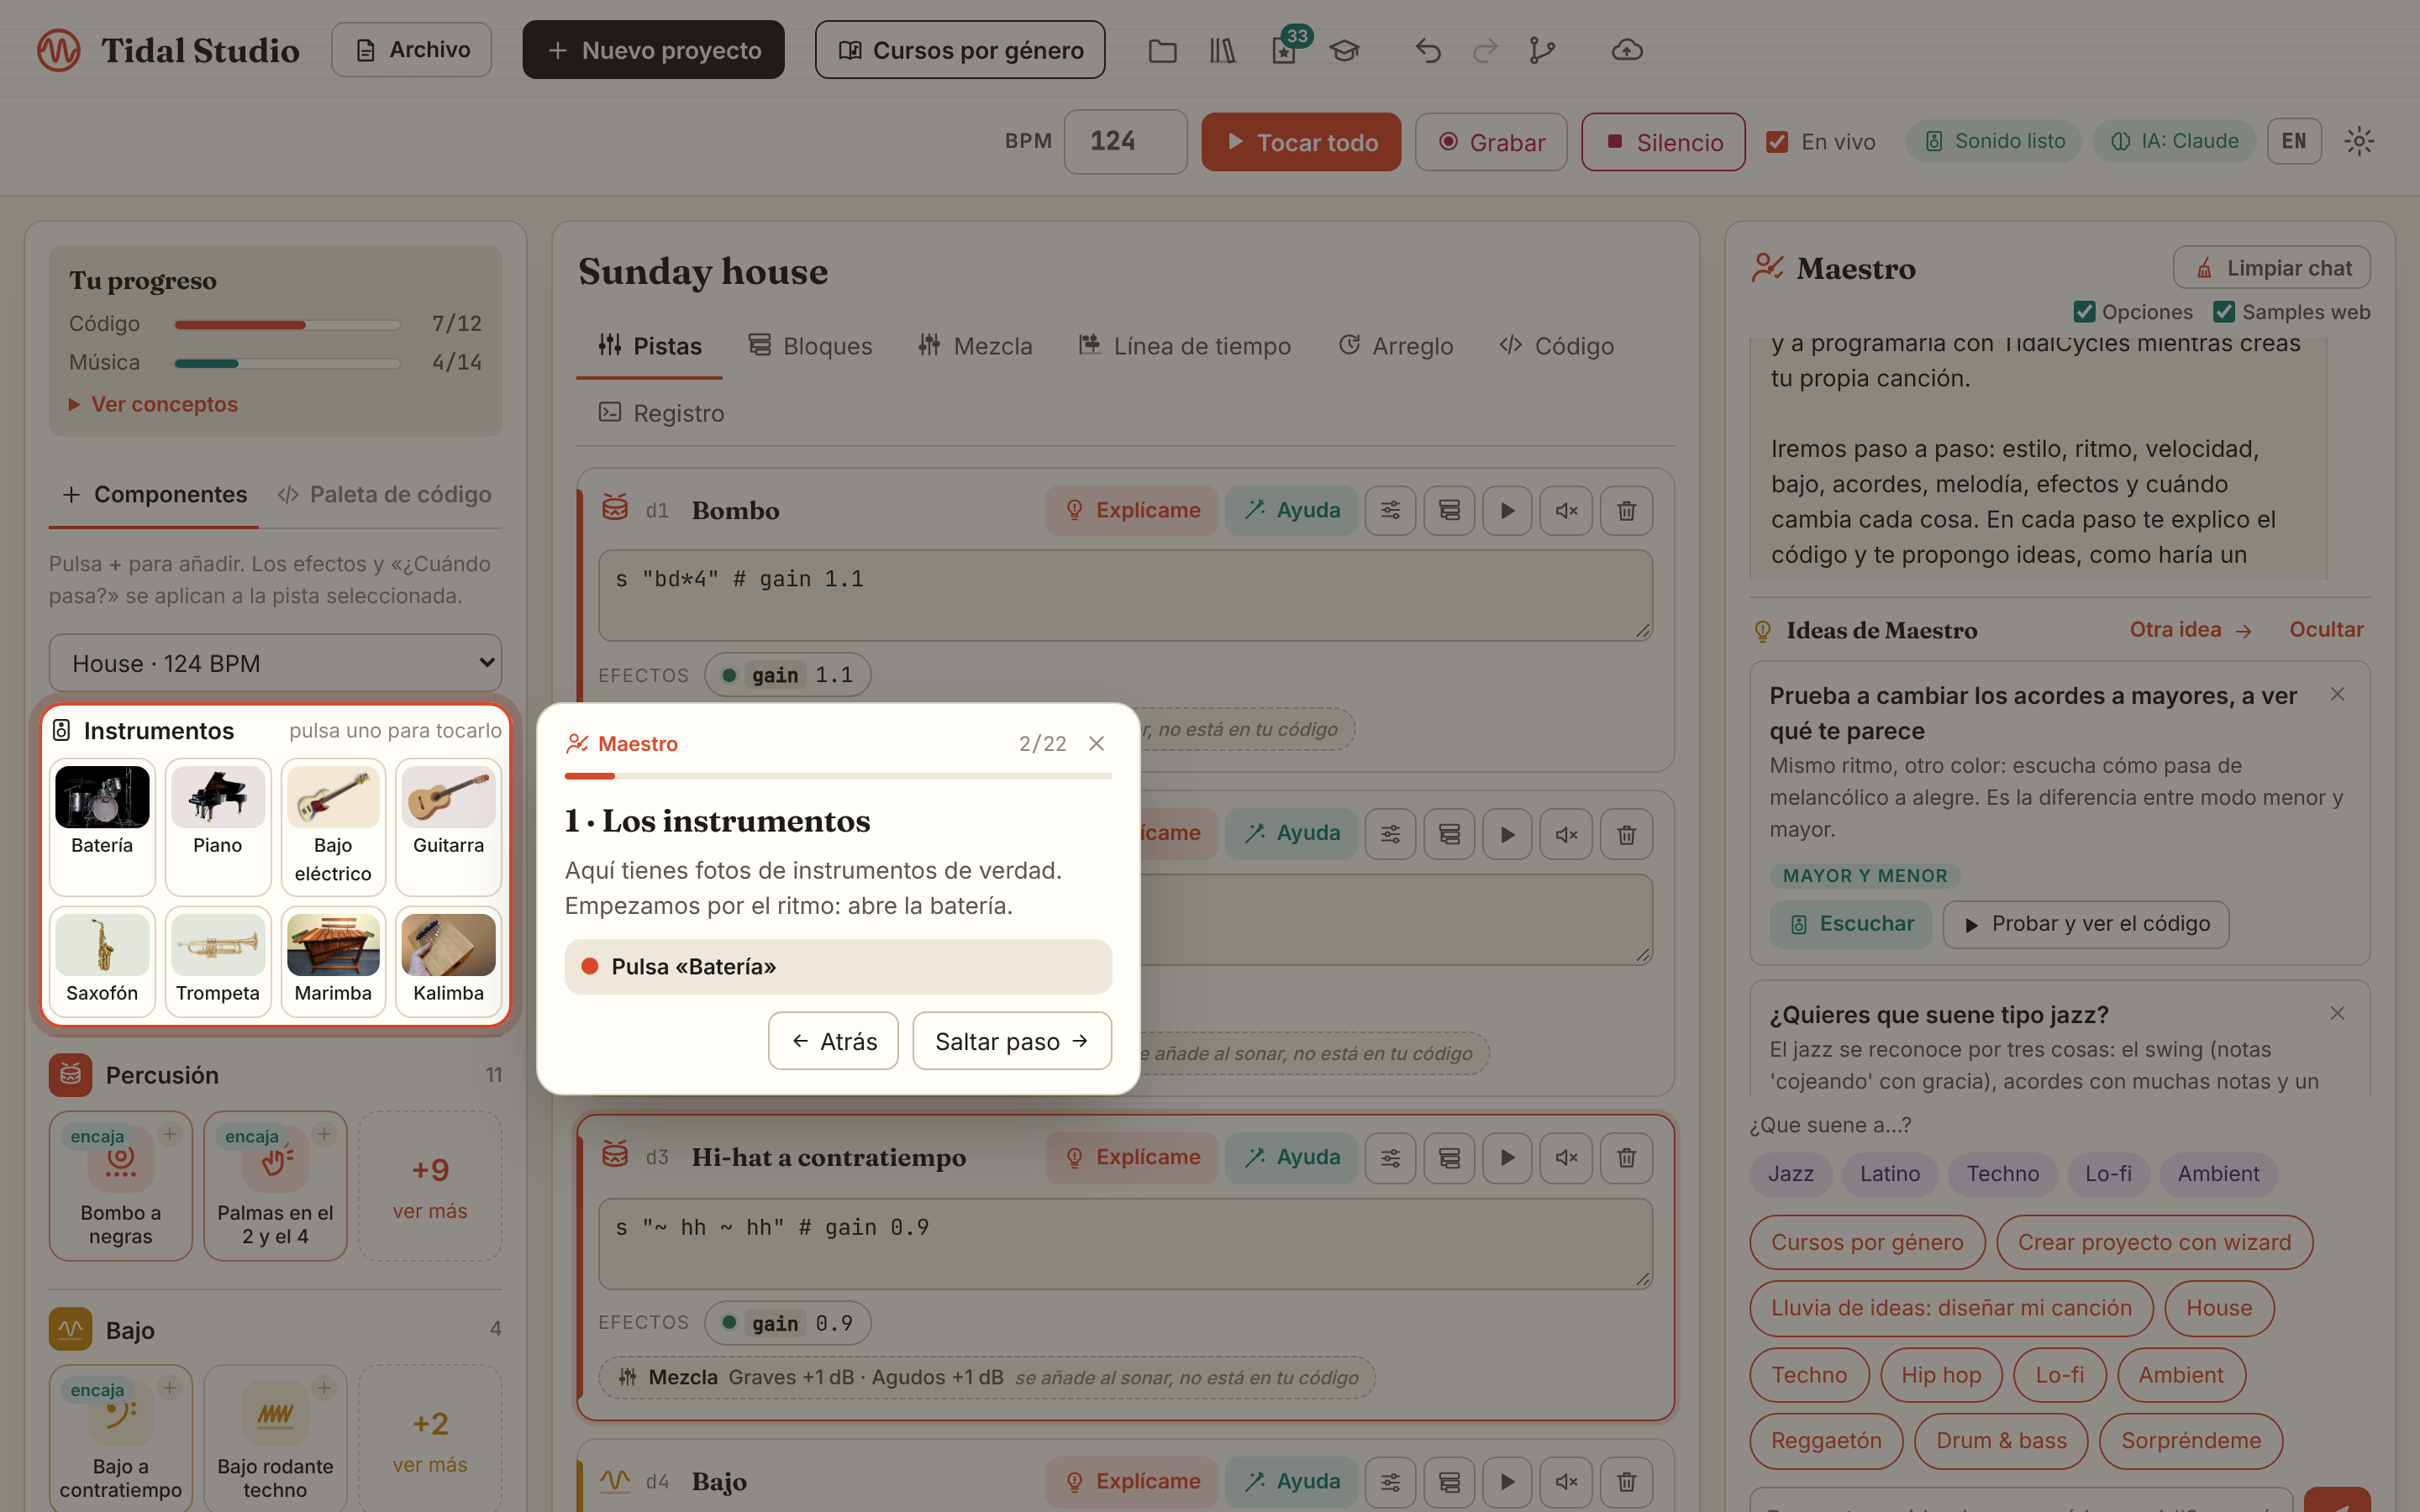 Tidal Studio
Archivo
Nuevo proyecto
Cursos por género
33
BPM
124
Tocar todo
Grabar
Silencio
En vivo
Sonido listo
IA: Claude
EN
Tu progreso
Código 7/12
Música 4/14
Ver conceptos
Componentes
Paleta de código
Pulsa + para añadir. Los efectos y «¿Cuándo
pasa?» se aplican a la pista seleccionada.
House · 124 BPM
Instrumentos
pulsa uno para tocarlo
Batería
Piano
Bajo
eléctrico
Guitarra
Saxofón
Trompeta
Marimba
Kalimba
Percusión
11
encaja
Bombo a
negras
encaja
Palmas en el
2 y el 4
+9
ver más
Bajo
4
encaja
Bajo a
contratiempo
Bajo rodante
techno
+2
ver más
Sunday house
Pistas
Bloques
Mezcla
Línea de tiempo
Arreglo
Código
Registro
d1 Bombo
Explícame
Ayuda
s "bd*4" # gain 1.1
EFECTOS
gain 1.1
r, no está en tu código
ícame
Ayuda
e añade al sonar, no está en tu código
Maestro
2/22
1 · Los instrumentos
Aquí tienes fotos de instrumentos de verdad.
Empezamos por el ritmo: abre la batería.
Pulsa «Batería»
← Atrás
Saltar paso →
d3 Hi-hat a contratiempo
Explícame
Ayuda
s "~ hh ~ hh" # gain 0.9
EFECTOS
gain 0.9
Mezcla Graves +1 dB · Agudos +1 dB se añade al sonar, no está en tu código
d4 Bajo
Explícame
Ayuda
Maestro
Limpiar chat
Opciones
Samples web
y a programarla con TidalCycles mientras creas
tu propia canción.
Iremos paso a paso: estilo, ritmo, velocidad,
bajo, acordes, melodía, efectos y cuándo
cambia cada cosa. En cada paso te explico el
código y te propongo ideas, como haría un
Ideas de Maestro
Otra idea →
Ocultar
Prueba a cambiar los acordes a mayores, a ver
qué te parece
Mismo ritmo, otro color: escucha cómo pasa de
melancólico a alegre. Es la diferencia entre modo menor y
mayor.
MAYOR Y MENOR
Escuchar
Probar y ver el código
¿Quieres que suene tipo jazz?
El jazz se reconoce por tres cosas: el swing (notas
'cojeando' con gracia), acordes con muchas notas y un
¿Que suene a...?
Jazz
Latino
Techno
Lo-fi
Ambient
Cursos por género
Crear proyecto con wizard
Lluvia de ideas: diseñar mi canción
House
Techno
Hip hop
Lo-fi
Ambient
Reggaetón
Drum & bass
Sorpréndeme